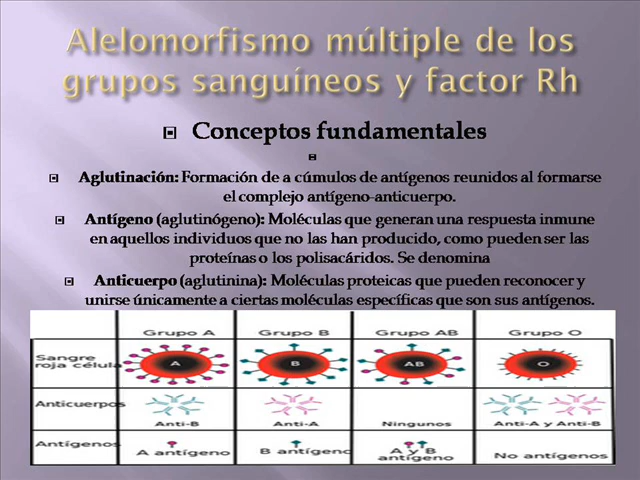 Alelomorfismo múltiple de los
grupos sanguíneos y factor Rh
Conceptos fundamentales
Aglutinación: Formación de a cúmulos de antígenos reunidos al formarse
el complejo antígeno-anticuerpo.
Antígeno (aglutinógeno): Moléculas que generan una respuesta inmune
en aquellos individuos que no las han producido, como pueden ser las
proteínas o los polisacáridos. Se denomina
Anticuerpo (aglutinina): Moléculas proteicas que pueden reconocer y
unirse únicamente a ciertas moléculas específicas que son sus antígenos.
Grupo A Grupo B Grupo AB Grupo O
Sangre
roja célula
A B AB O
Anticuerpos
Anti-B Anti-A Ningunos Anti-A y Anti-B
Antígenos
A antígeno B antígeno A y B
antígeno No antígenos